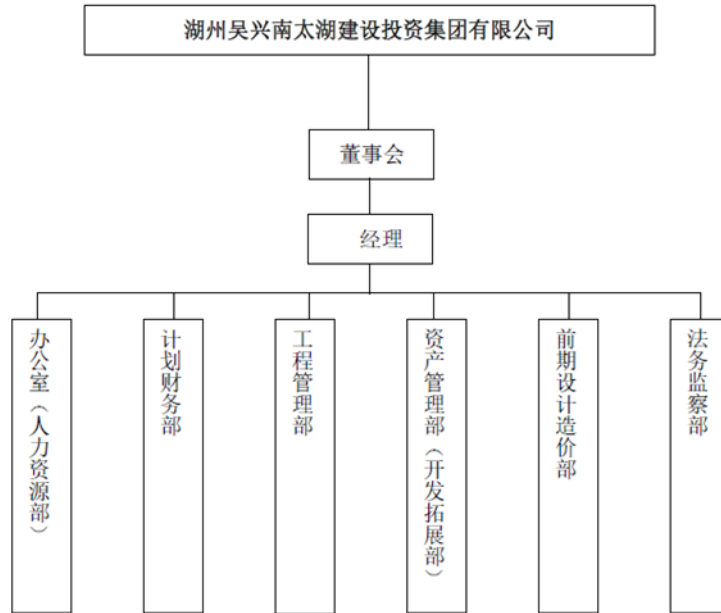 湖州吴兴南太湖建设投资集团有限公司
董事会
经理
办公室（人力资源部）
计划财务部
工程管理部
资产管理部（开发拓展部）
前期设计造价部
法务监察部